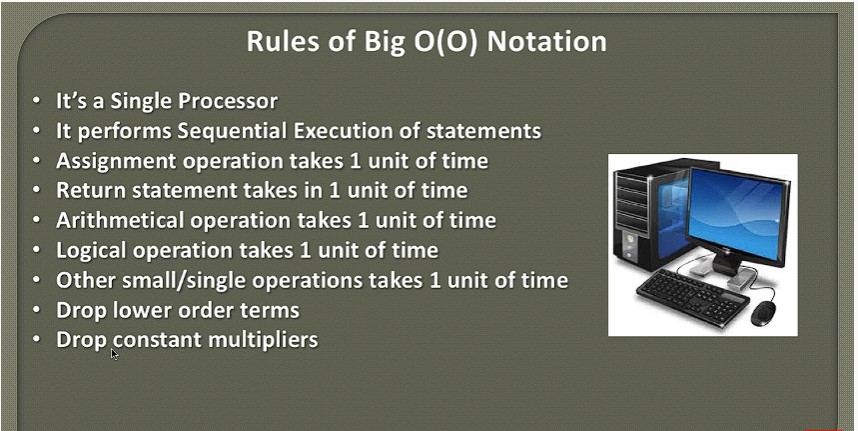 Rules of Big O(O) Notation
• It's a Single Processor
• It performs Sequential Execution of statements
• Assignment operation takes 1 unit of time
• Return statement takes in 1 unit of time
• Arithmetical operation takes 1 unit of time
• Logical operation takes 1 unit of time
• Other small/single operations takes 1 unit of time
• Drop lower order terms
• Drop constant multipliers